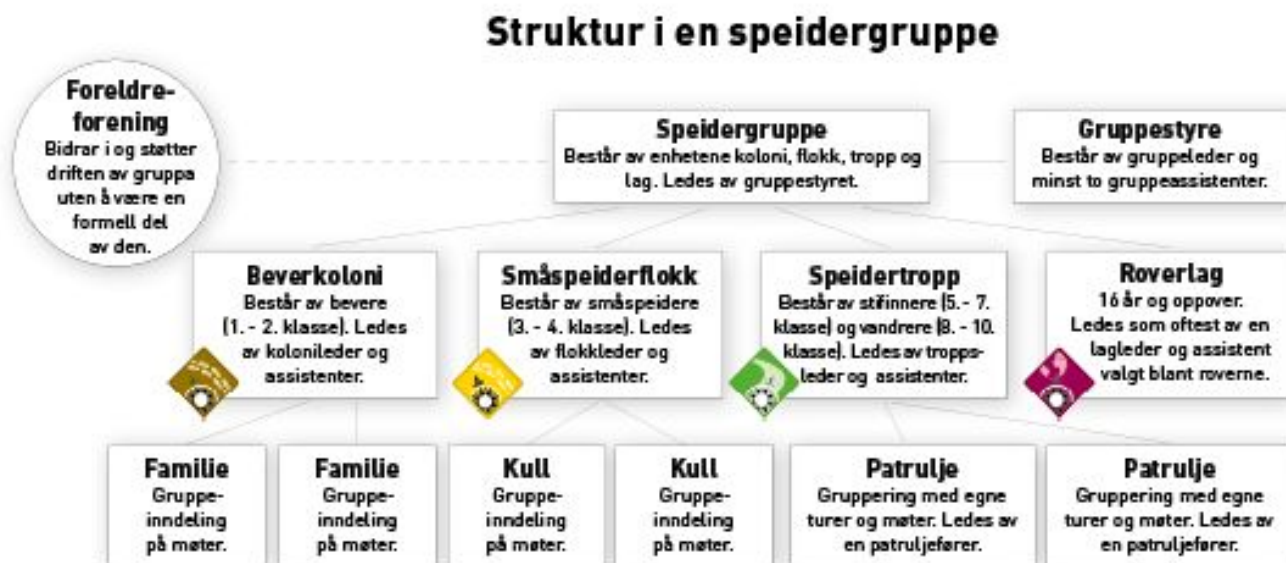 Struktur i en speidergruppe
Foreldre-
forening
Bidrar i og støtter
driften av gruppa
uten å være en
formell del
av den.
Speidergruppe
Består av enhetene koloni, flokk, tropp og
lag. Ledes av gruppestyret.
Gruppestyre
Består av gruppeleder og
minst to gruppeassistenter.
Beverkoloni
Består av bevere
(1. - 2. klasse). Ledes
av kolonileder og
assistenter.
Småspeiderflokk
Består av småspeidere
(3. - 4. klasse). Ledes
av flokkleder og
assistenter.
Speidertropp
Består av stifinnere (5. - 7.
klasse) og vandrere (8. - 10.
klasse). Ledes av tropps-
leder og assistenter.
Roverlag
16 år og oppover.
Ledes som oftest av en
lagleder og assistent
valgt blant roverne.
Familie
Gruppe-
inndeling
på møter.
Familie
Gruppe-
inndeling
på møter.
Kull
Gruppe-
inndeling
på møter.
Kull
Gruppe-
inndeling
på møter.
Patrulje
Gruppering med egne
turer og møter. Ledes av
en patruljefører.
Patrulje
Gruppering med egne
turer og møter. Ledes av
en patruljefører.